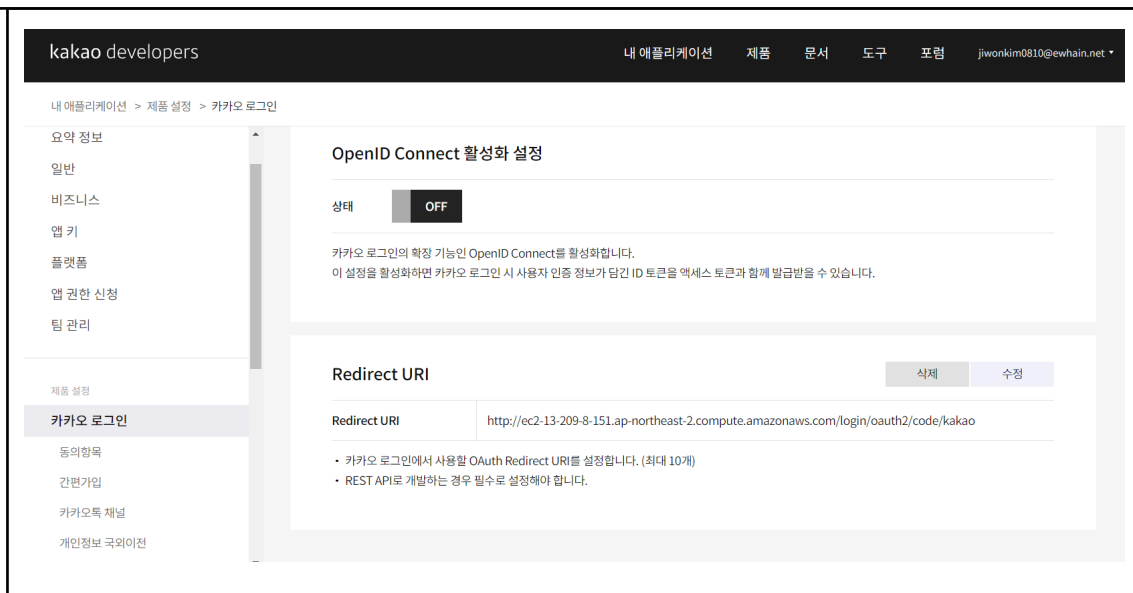 kakao developers
내 애플리케이션 제품 문서 도구 포럼 jiwonkim0810@ewhain.net
내 애플리케이션 > 제품 설정 > 카카오 로그인
요약 정보
일반
비즈니스
앱 키
플랫폼
앱 권한 신청
팀 관리
제품 설정
카카오 로그인
동의항목
간편가입
카카오톡 채널
개인정보 국외이전
OpenID Connect 활성화 설정
상태 OFF
카카오 로그인의 확장 기능인 OpenID Connect를 활성화합니다.
이 설정을 활성화하면 카카오 로그인 시 사용자 인증 정보가 담긴 ID 토큰을 액세스 토큰과 함께 발급받을 수 있습니다.
Redirect URI 삭제 수정
Redirect URI http://ec2-13-209-8-151.ap-northeast-2.compute.amazonaws.com/login/oauth2/code/kakao
• 카카오 로그인에서 사용할 OAuth Redirect URI를 설정합니다. (최대 10개)
• REST API로 개발하는 경우 필수로 설정해야 합니다.